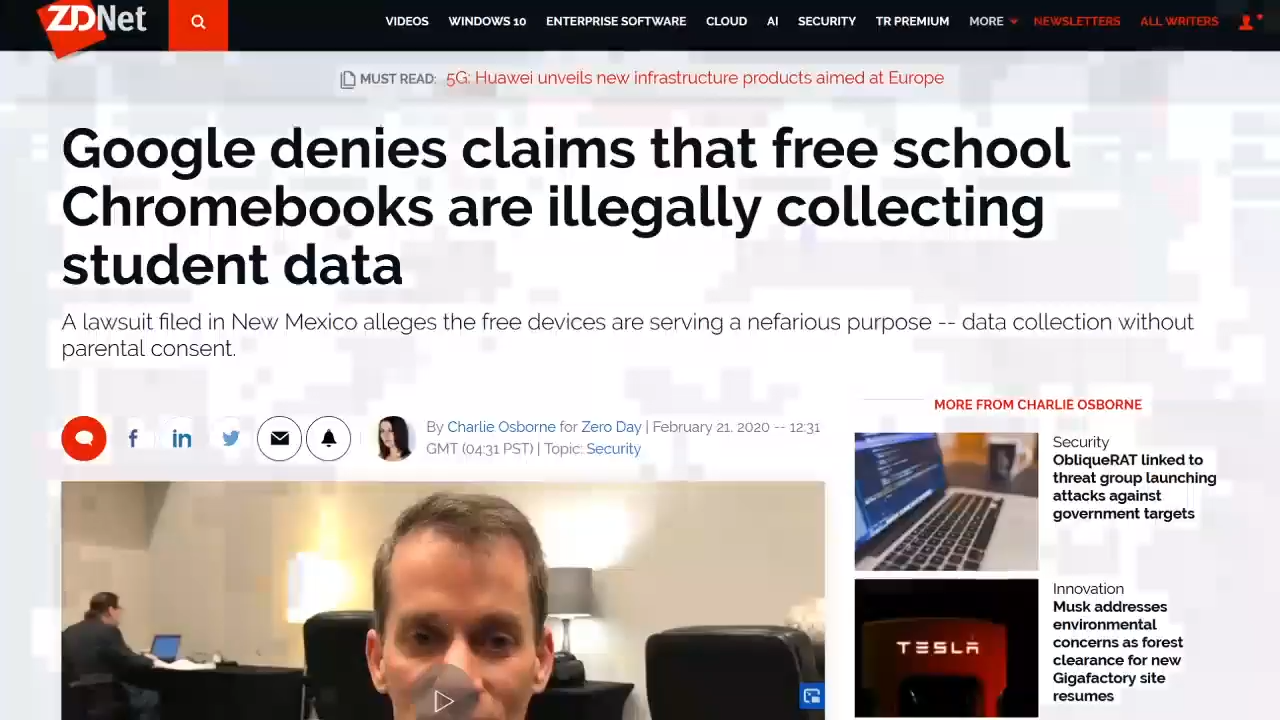 ZDNet
VIDEOS WINDOWS 10 ENTERPRISE SOFTWARE CLOUD AI SECURITY TR PREMIUM MORE NEWSLETTERS ALL WRITERS
MUST READ: 5G: Huawei unveils new infrastructure products aimed at Europe
Google denies claims that free school
Chromebooks are illegally collecting
student data
A lawsuit filed in New Mexico alleges the free devices are serving a nefarious purpose -- data collection without
parental consent.
By Charlie Osborne for Zero Day | February 21, 2020 -- 12:31
GMT (04:31 PST) | Topic: Security
MORE FROM CHARLIE OSBORNE
Security
ObliqueRAT linked to
threat group launching
attacks against
government targets
Innovation
Musk addresses
environmental
concerns as forest
clearance for new
Gigafactory site
resumes
TESLA